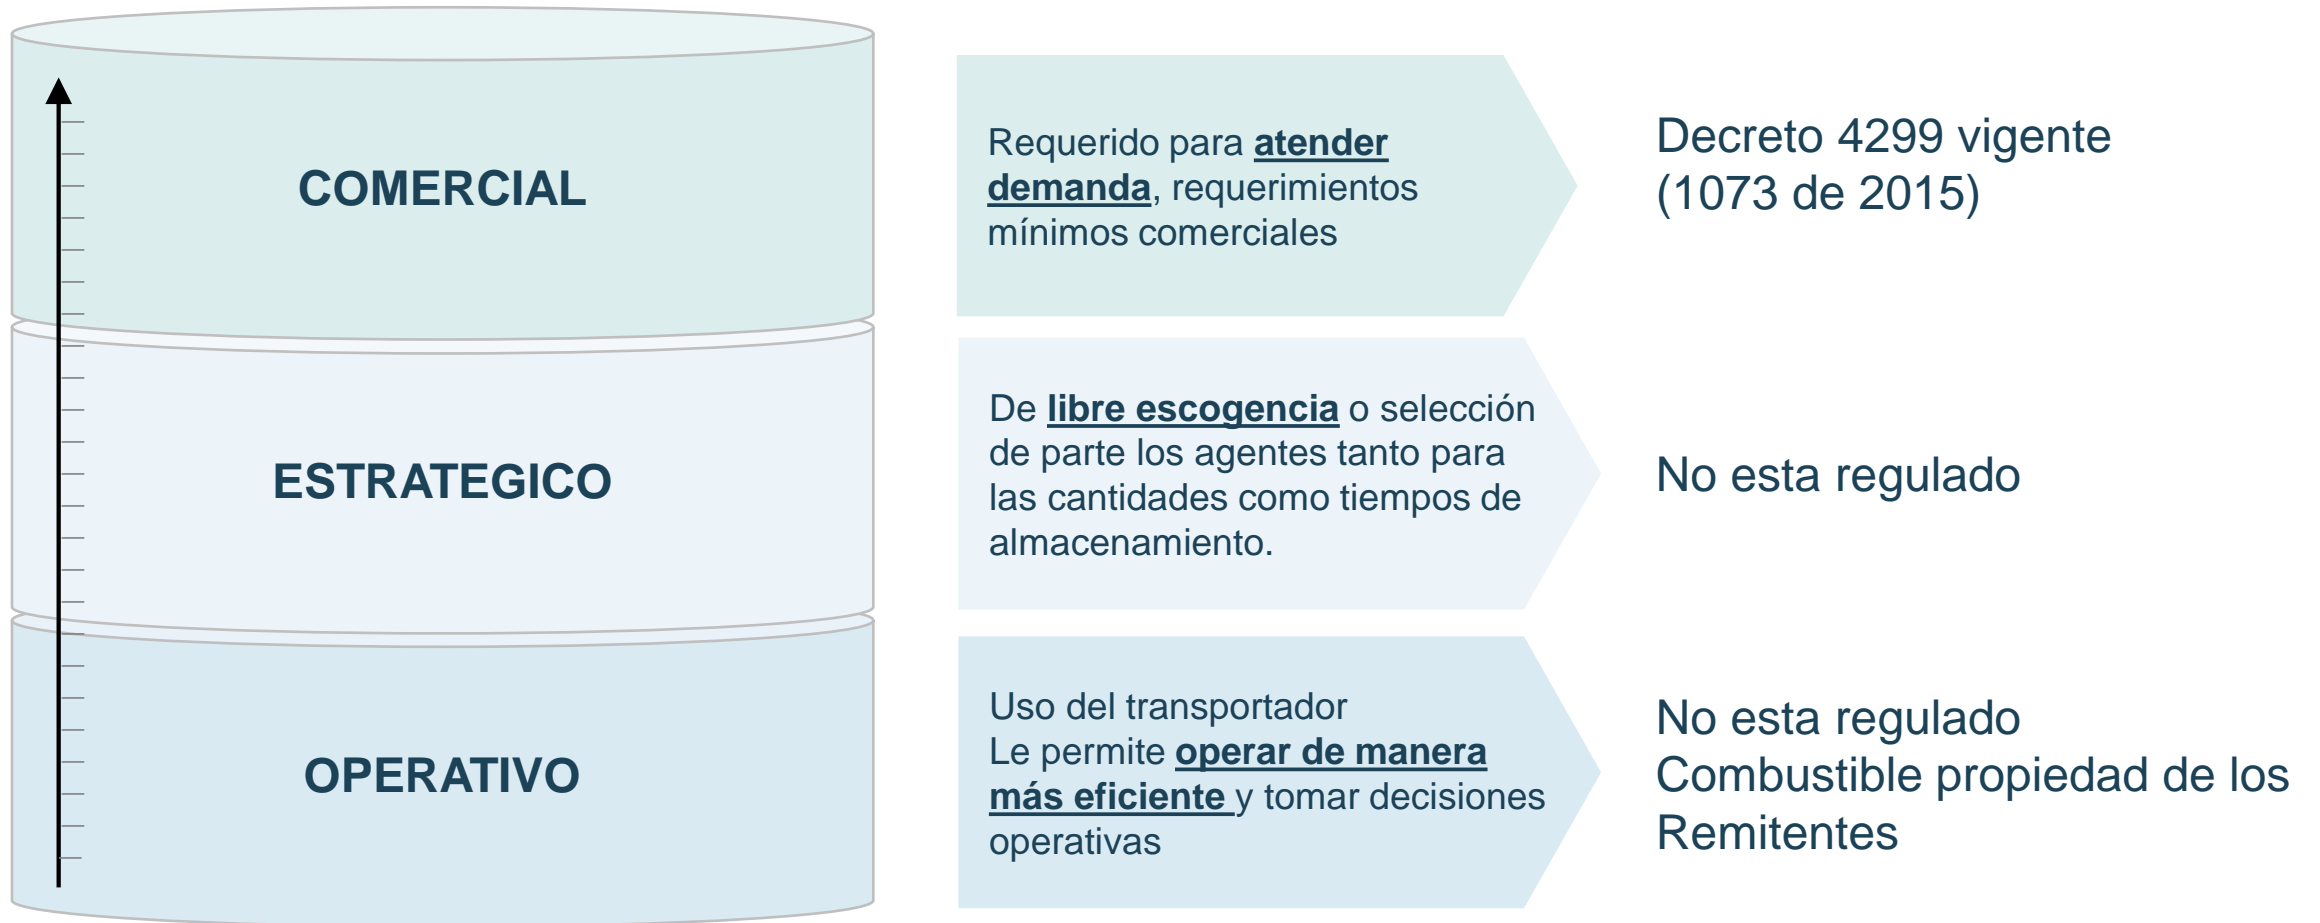 COMERCIAL
Requerido para atender
demanda, requerimientos
mínimos comerciales
Decreto 4299 vigente
(1073 de 2015)
ESTRATEGICO
De libre escogencia o selección
de parte los agentes tanto para
las cantidades como tiempos de
almacenamiento.
No esta regulado
OPERATIVO
Uso del transportador
Le permite operar de manera
más eficiente y tomar decisiones
operativas
No esta regulado
Combustible propiedad de los
Remitentes